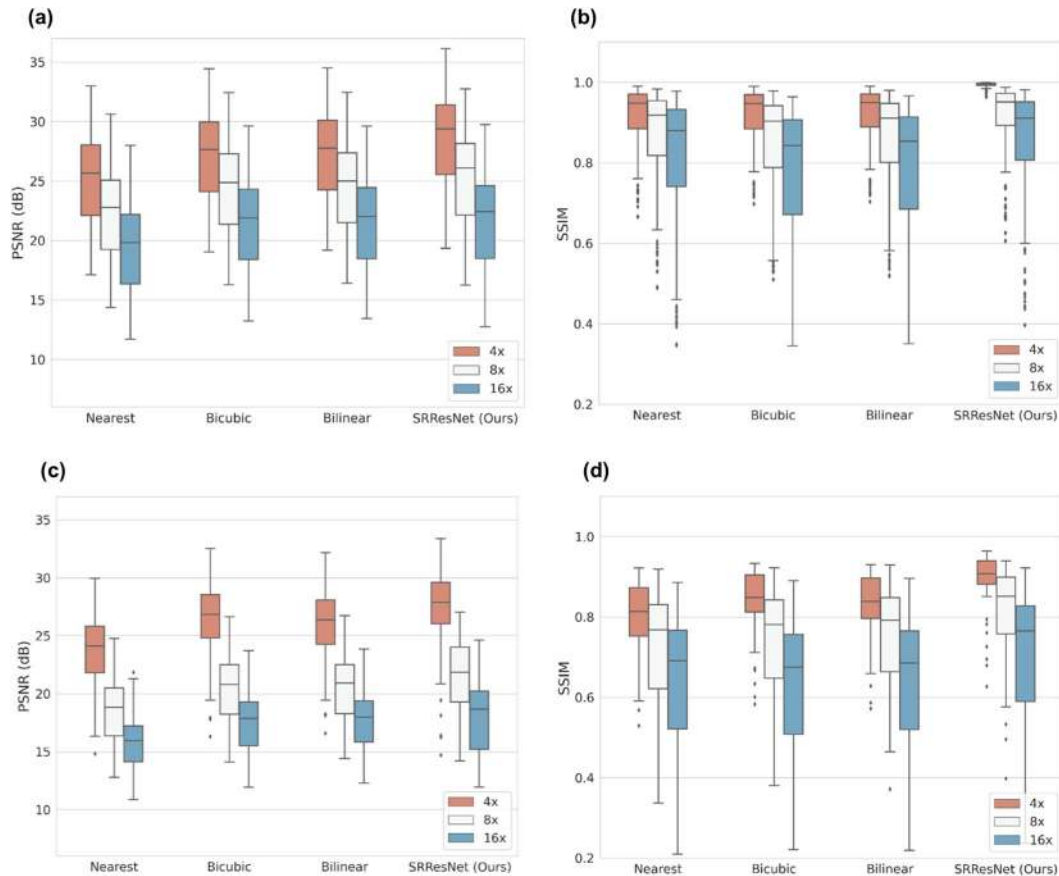 (a)
PSNR (dB)
35
30
25
20
15
10
4x
8x
16x
Nearest Bicubic Bilinear SRResNet (Ours)
(b)
SSIM
1.0
0.8
0.6
0.4
0.2
4x
8x
16x
Nearest Bicubic Bilinear SRResNet (Ours)
(c)
PSNR (dB)
35
30
25
20
15
10
4x
8x
16x
Nearest Bicubic Bilinear SRResNet (Ours)
(d)
SSIM
1.0
0.8
0.6
0.4
0.2
4x
8x
16x
Nearest Bicubic Bilinear SRResNet (Ours)